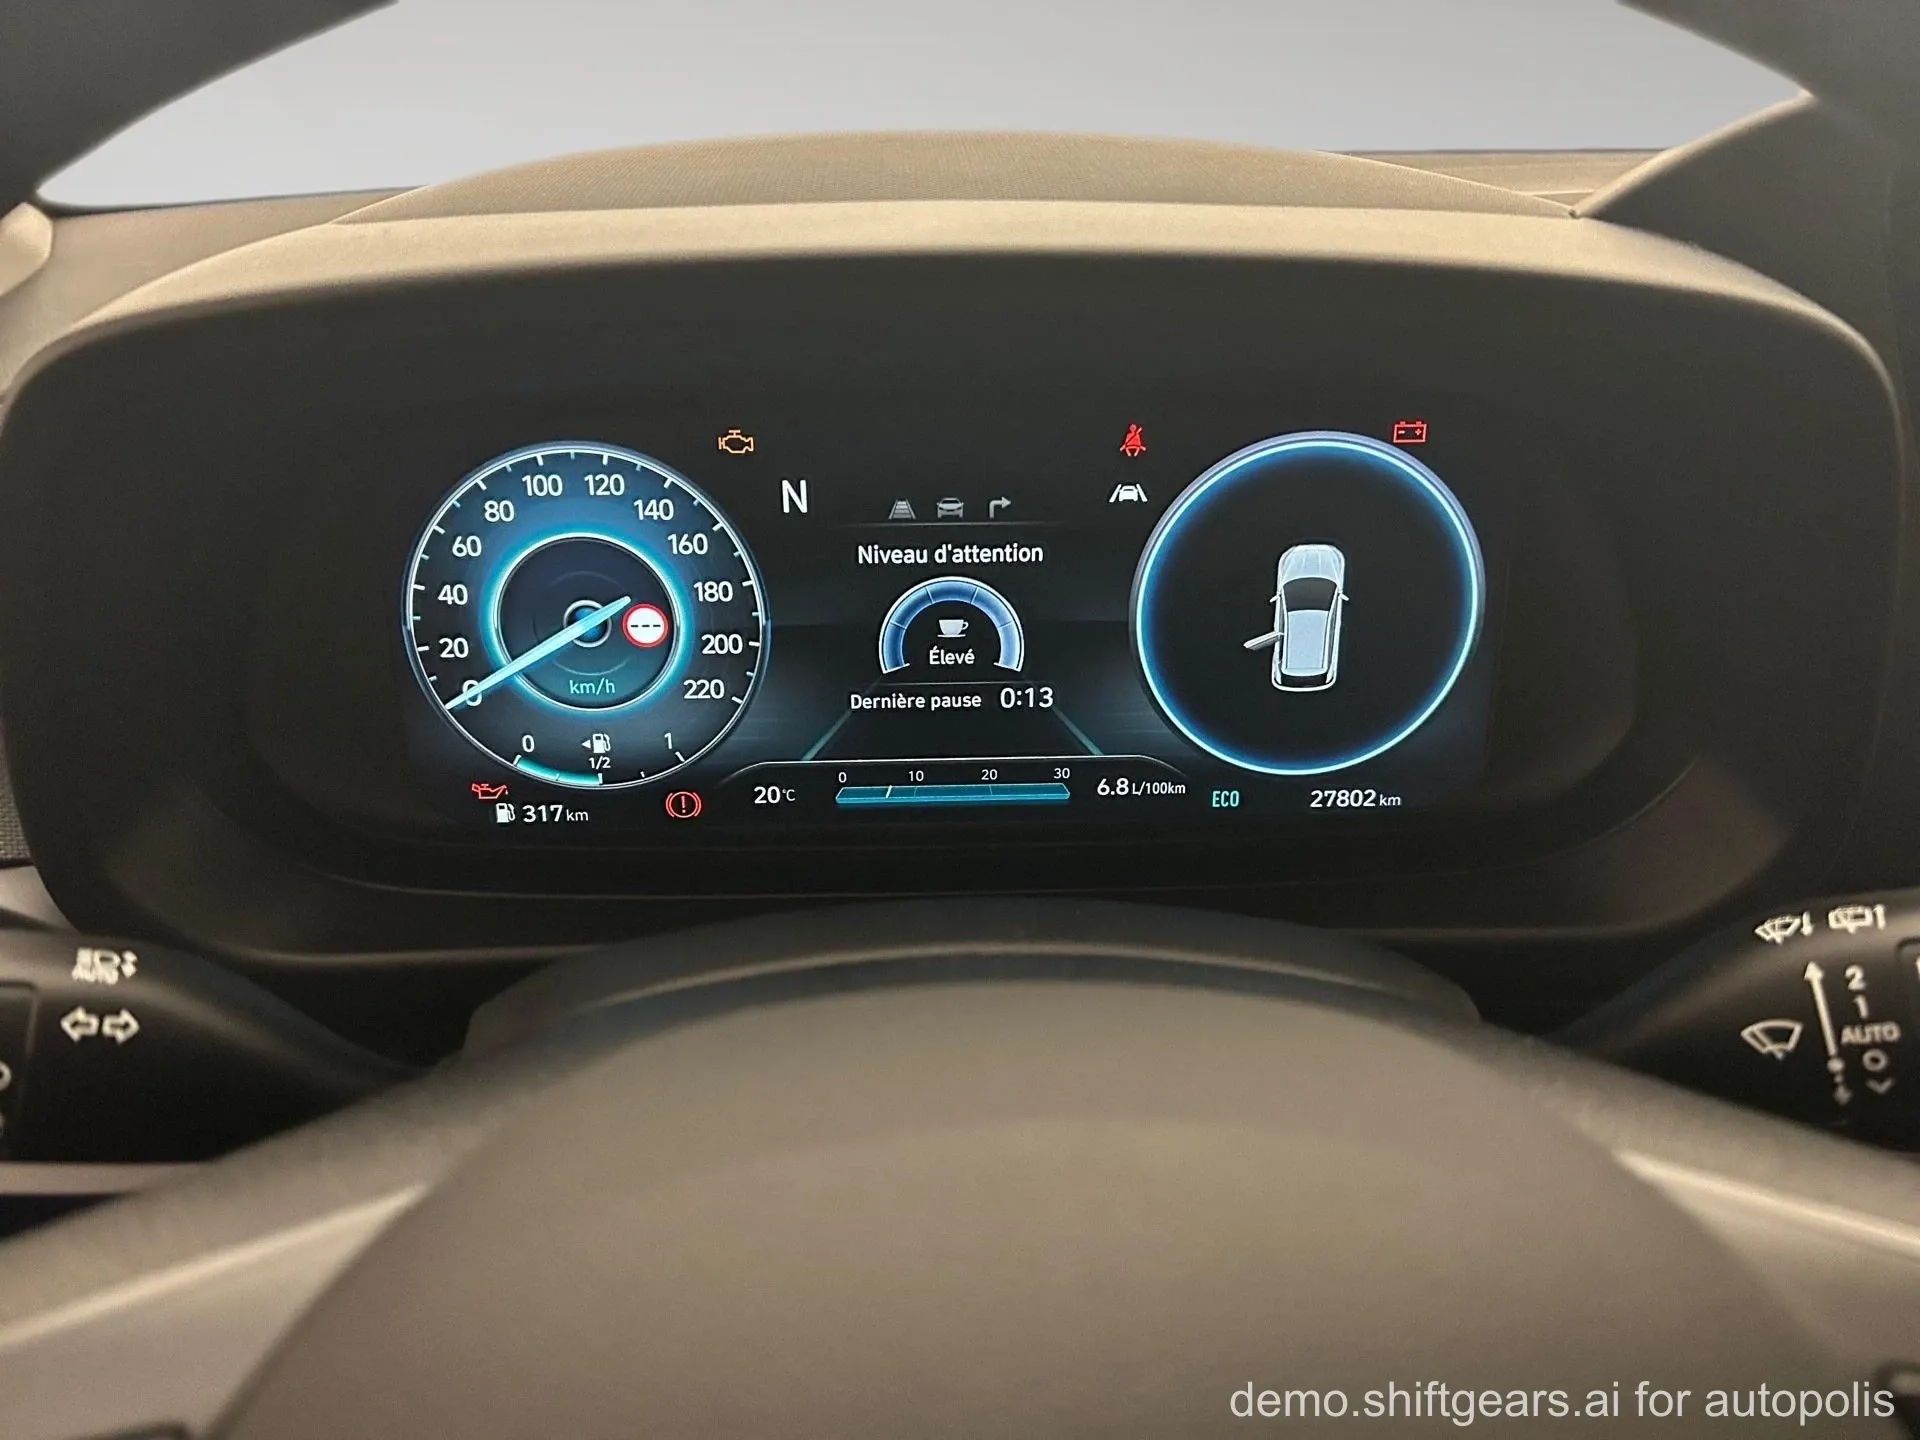 100 120
80 140
60 160
40 180
20 200
0 220
km/h
0 1/2 1
317 km
N
Niveau d'attention
Élevé
Dernière pause 0:13
20°C
0 10 20 30
6.8 L/100km
ECO
27802 km
AUTO
2
1
AUTO
O
demo.shiftgears.ai for autopolis